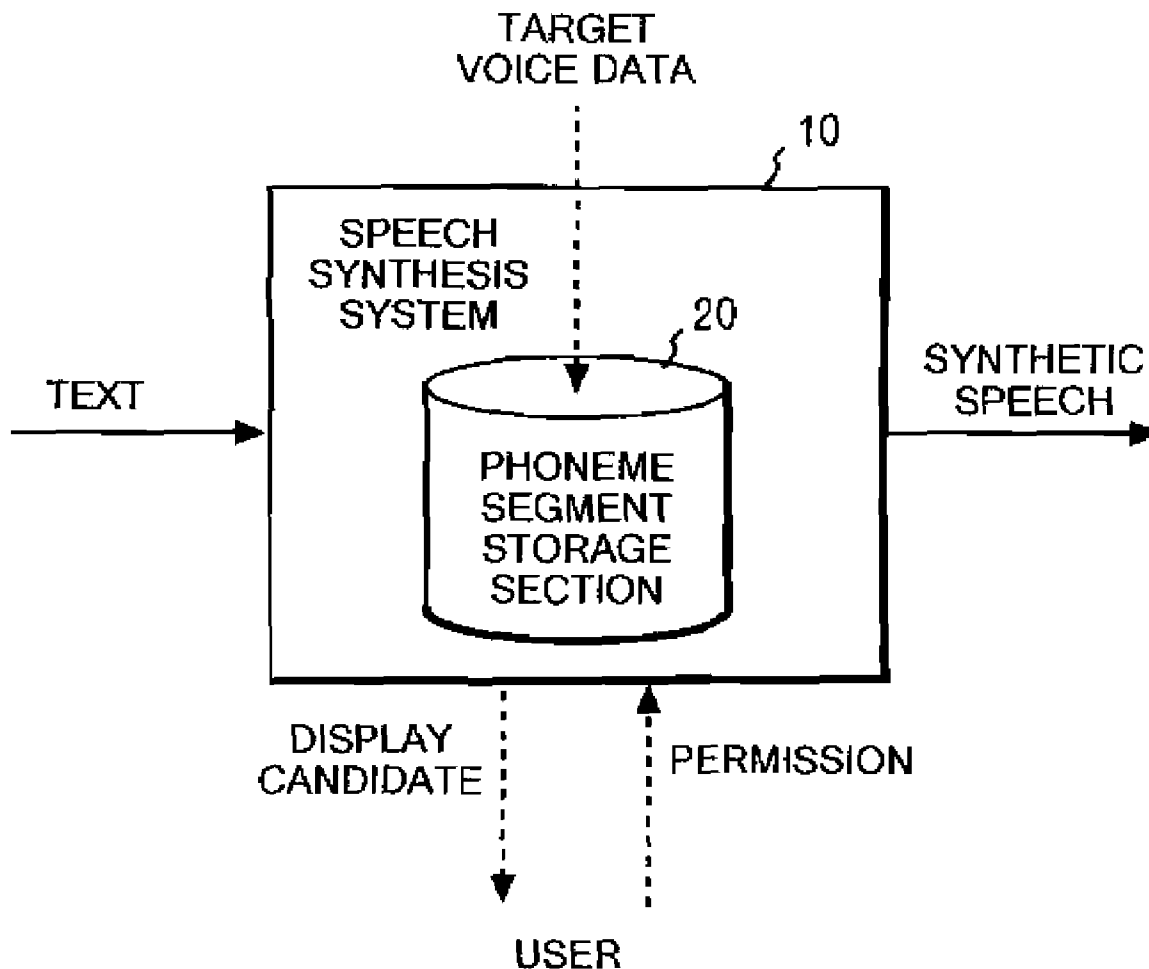 TARGET
VOICE DATA
10
SPEECH
SYNTHESIS
SYSTEM
20
TEXT
SYNTHETIC
SPEECH
PHONEME
SEGMENT
STORAGE
SECTION
DISPLAY
CANDIDATE
PERMISSION
USER